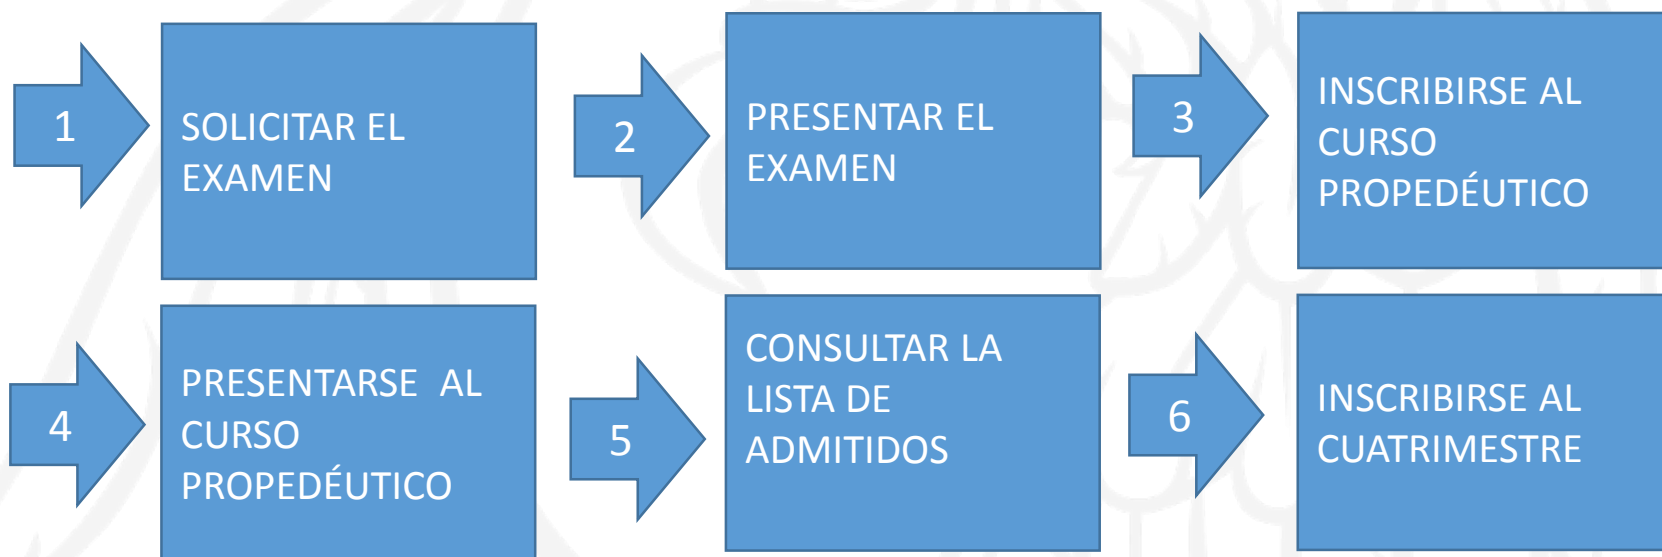 1
SOLICITAR EL
EXAMEN
2
PRESENTAR EL
EXAMEN
3
INSCRIBIRSE AL
CURSO
PROPEDÉUTICO
4
PRESENTARSE  AL
CURSO
PROPEDÉUTICO
5
CONSULTAR LA
LISTA DE
ADMITIDOS
6
INSCRIBIRSE AL
CUATRIMESTRE